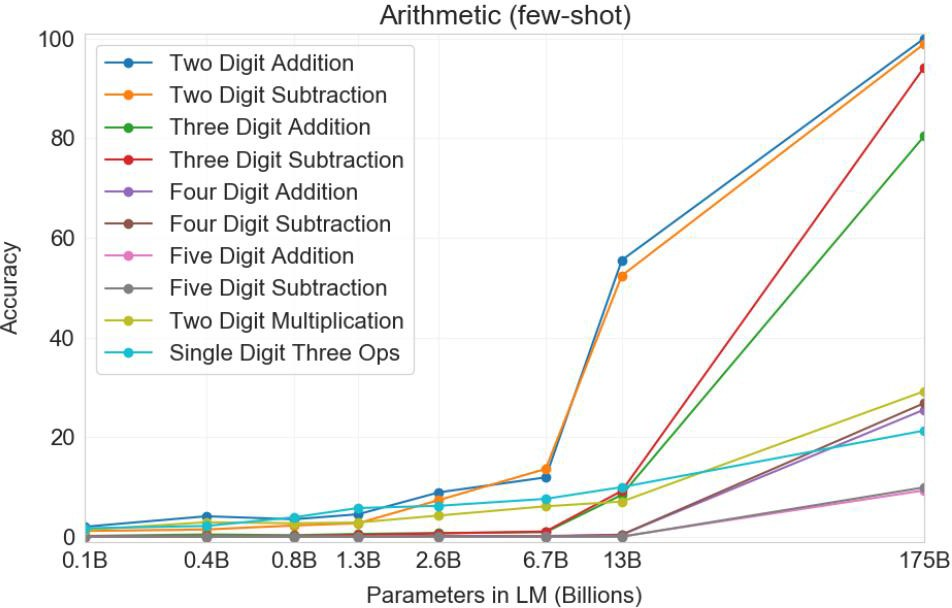 Arithmetic (few-shot)
100
80
60
40
20
0
Accuracy
Two Digit Addition
Two Digit Subtraction
Three Digit Addition
Three Digit Subtraction
Four Digit Addition
Four Digit Subtraction
Five Digit Addition
Five Digit Subtraction
Two Digit Multiplication
Single Digit Three Ops
0.1B 0.4B 0.8B 1.3B 2.6B 6.7B 13B 175B
Parameters in LM (Billions)